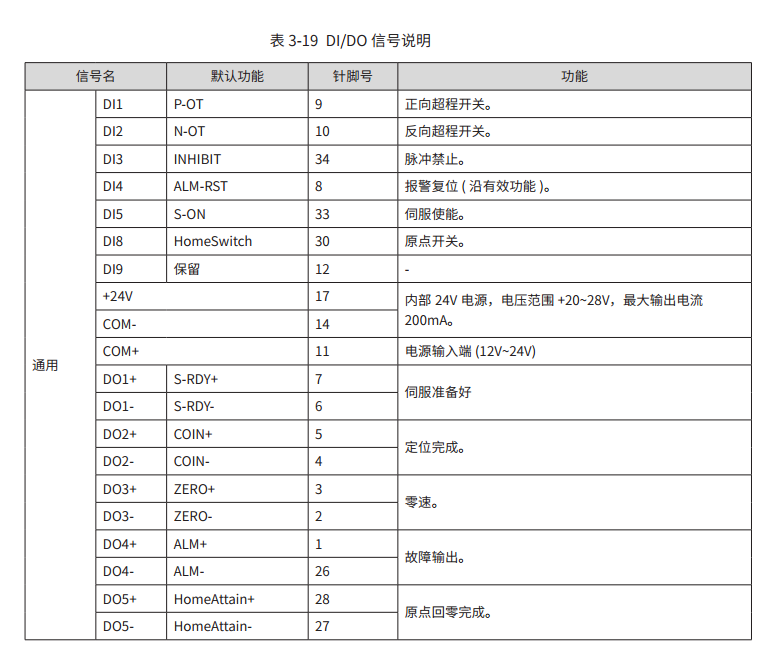 表 3-19 DI/DO 信号说明
信号名 默认功能 针脚号 功能
通用
DI1 P-OT 9 正向超程开关。
DI2 N-OT 10 反向超程开关。
DI3 INHIBIT 34 脉冲禁止。
DI4 ALM-RST 8 报警复位 ( 沿有效功能 )。
DI5 S-ON 33 伺服使能。
DI8 HomeSwitch 30 原点开关。
DI9 保留 12 -
+24V 17 内部 24V 电源，电压范围 +20~28V，最大输出电流
COM- 14 200mA。
COM+ 11 电源输入端 (12V~24V)
DO1+ S-RDY+ 7 伺服准备好
DO1- S-RDY- 6
DO2+ COIN+ 5 定位完成。
DO2- COIN- 4
DO3+ ZERO+ 3 零速。
DO3- ZERO- 2
DO4+ ALM+ 1 故障输出。
DO4- ALM- 26
DO5+ HomeAttain+ 28 原点回零完成。
DO5- HomeAttain- 27